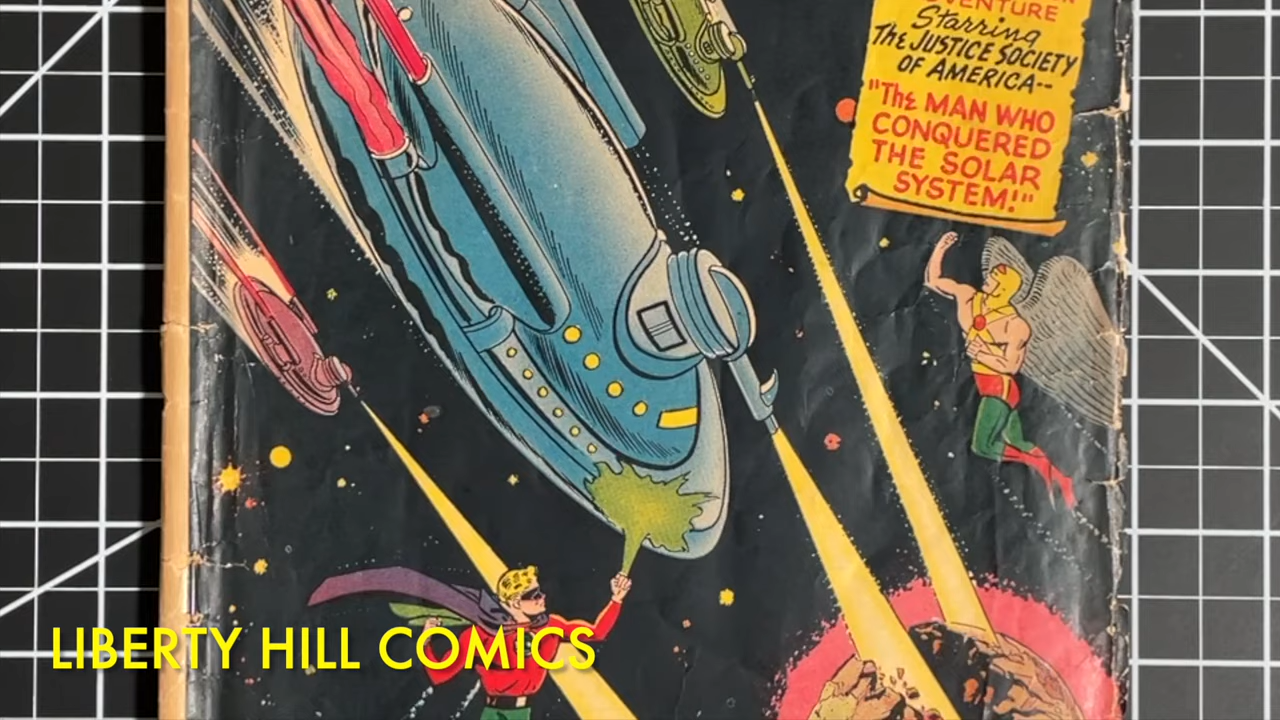 Starring
The JUSTICE SOCIETY
OF AMERICA--
"The MAN WHO
CONQUERED
THE SOLAR
SYSTEM!"
LIBERTY HILL COMICS